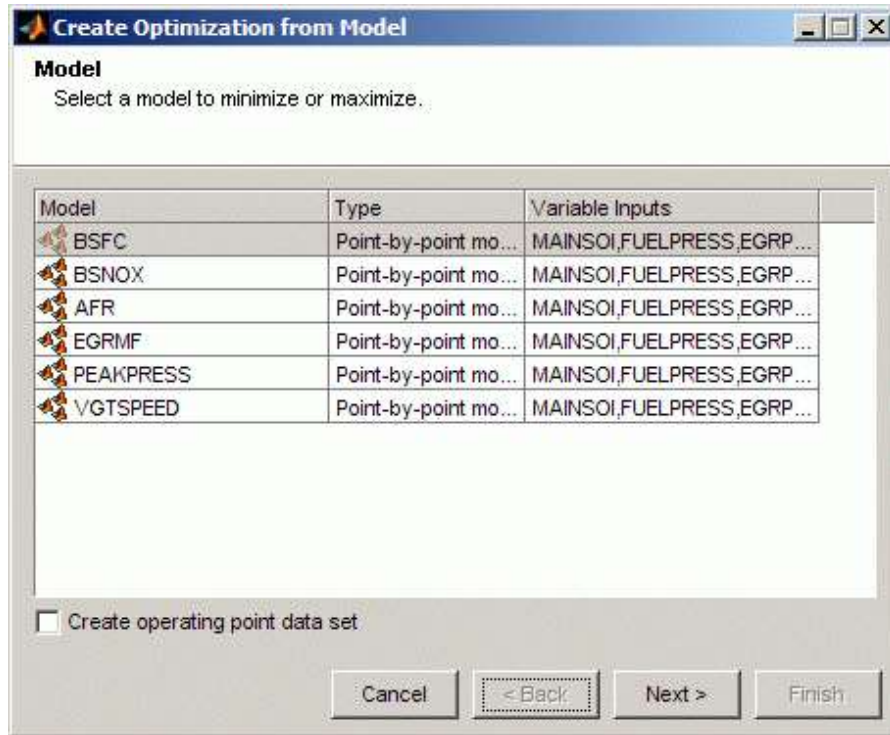 Create Optimization from Model
Model
Select a model to minimize or maximize.
Model Type Variable Inputs
BSFC Point-by-point mo... MAINSOI,FUELPRESS,EGRP...
BSNOX Point-by-point mo... MAINSOI,FUELPRESS,EGRP...
AFR Point-by-point mo... MAINSOI,FUELPRESS,EGRP...
EGRMF Point-by-point mo... MAINSOI,FUELPRESS,EGRP...
PEAKPRESS Point-by-point mo... MAINSOI,FUELPRESS,EGRP...
VGTSPEED Point-by-point mo... MAINSOI,FUELPRESS,EGRP...
Create operating point data set
Cancel < Back Next > Finish